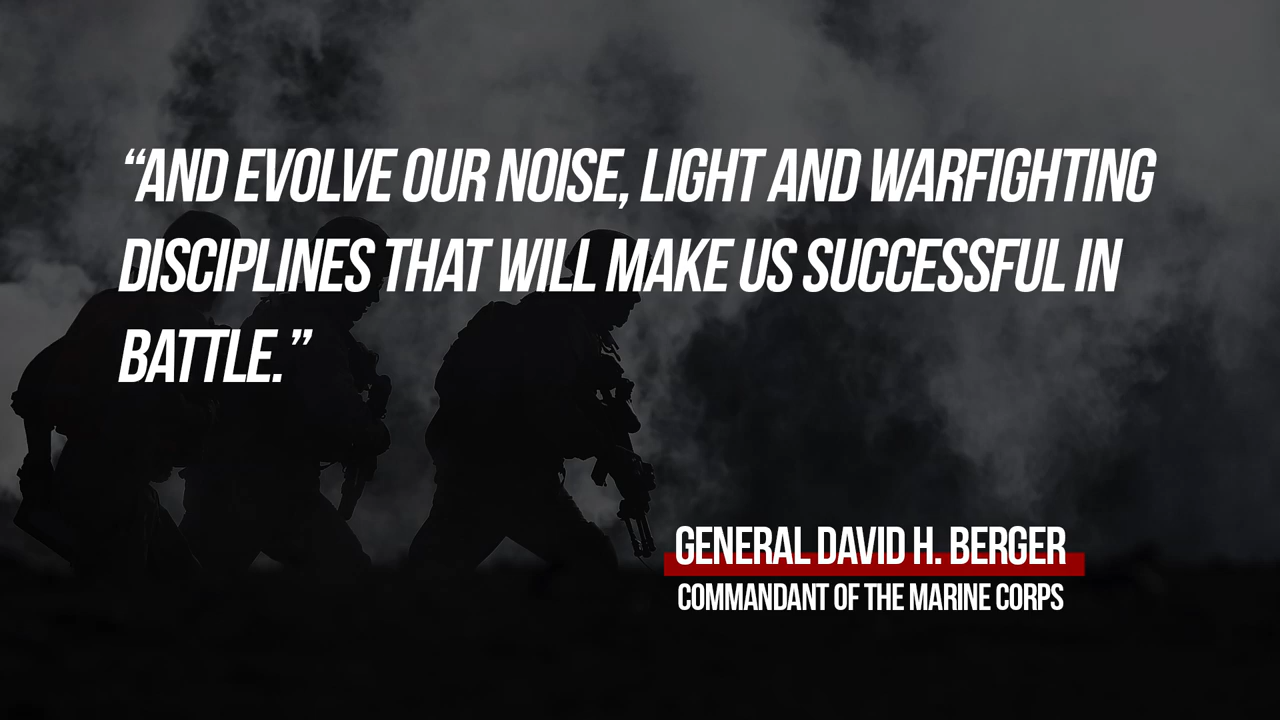 “AND EVOLVE OUR NOISE, LIGHT AND WARFIGHTING
DISCIPLINES THAT WILL MAKE US SUCCESSFUL IN
BATTLE.”
GENERAL DAVID H. BERGER
COMMANDANT OF THE MARINE CORPS